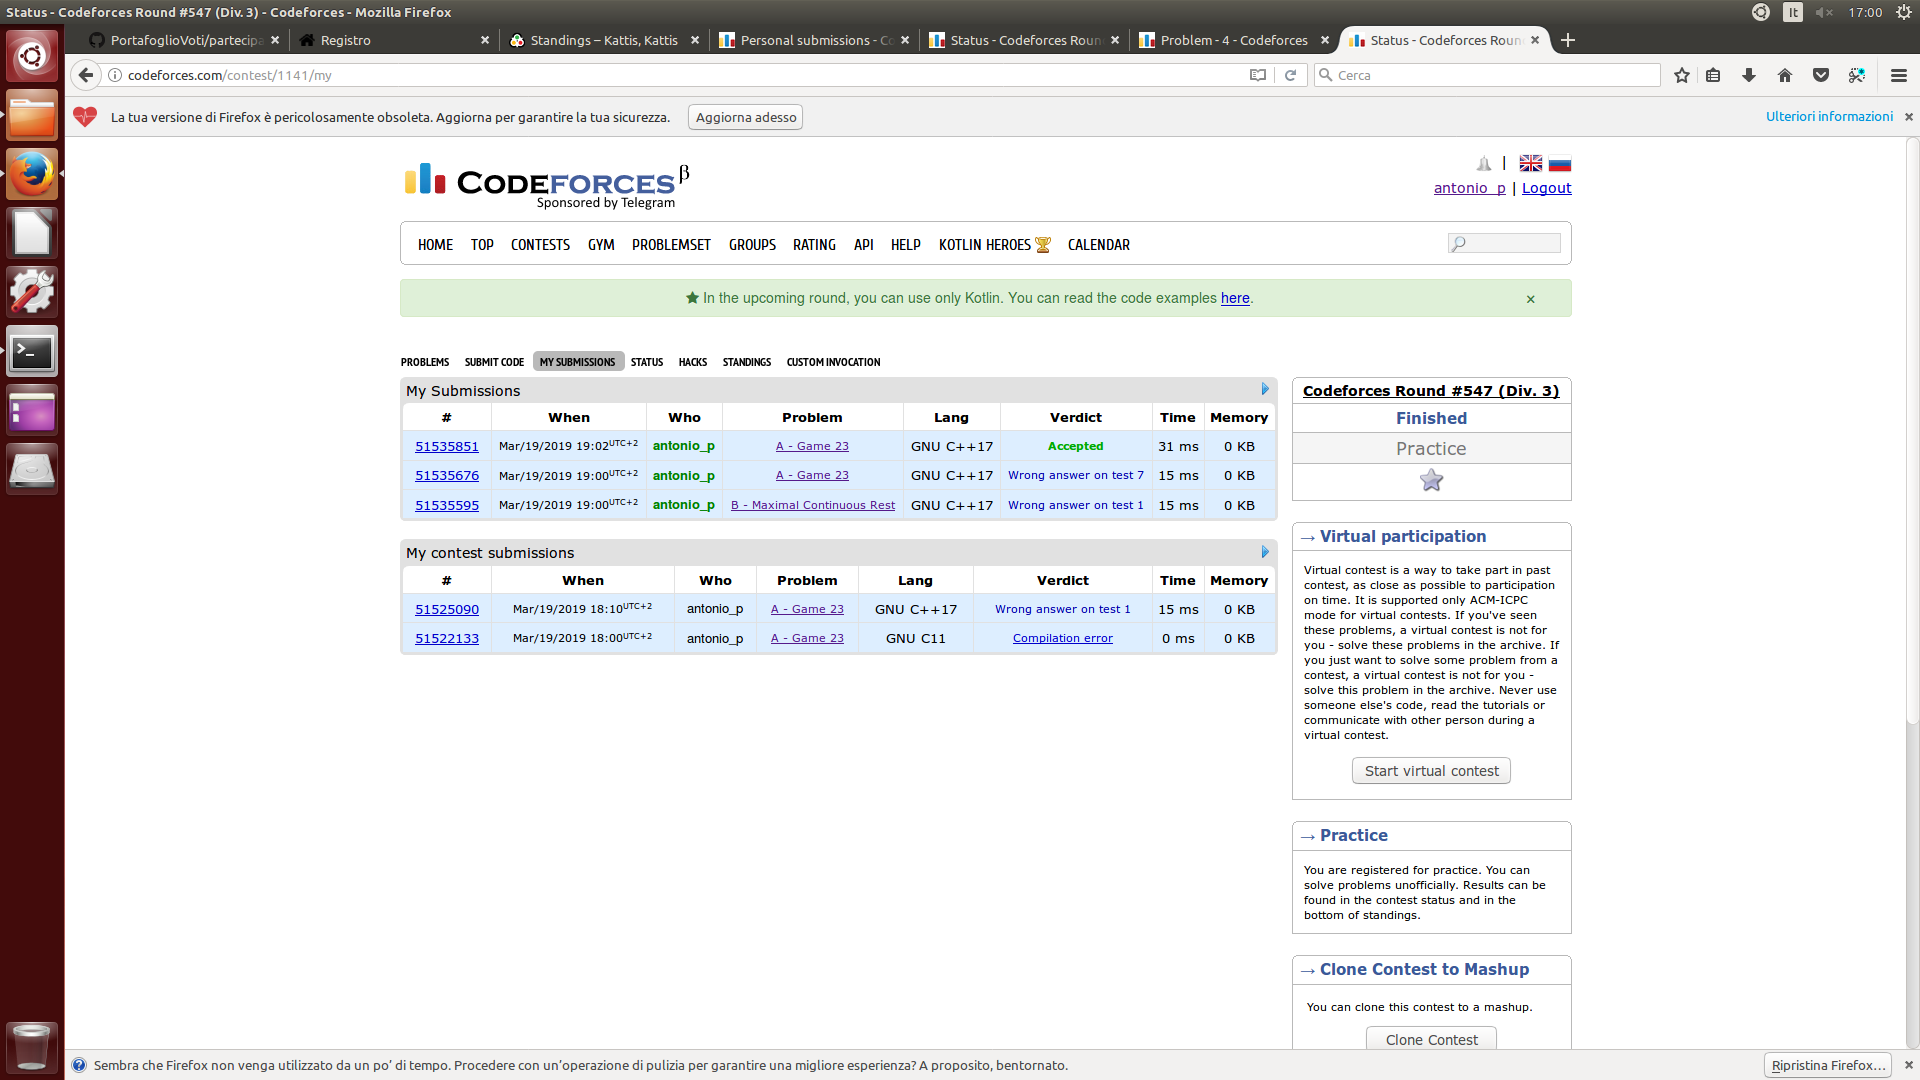 Status - Codeforces Round #547 (Div. 3) - Codeforces - Mozilla Firefox
It
17:00
PortafoglioVoti/partecipa
Registro
Standings – Kattis, Kattis
Personal submissions - Co
Status - Codeforces Roun
Problem - 4 - Codeforces
Status - Codeforces Roun
codeforces.com/contest/1141/my
Cerca
La tua versione di Firefox è pericolosamente obsoleta. Aggiorna per garantire la tua sicurezza.
Aggiorna adesso
Ulteriori informazioni
CODEFORCES β
Sponsored by Telegram
antonio_p | Logout
HOME TOP CONTESTS GYM PROBLEMSET GROUPS RATING API HELP KOTLIN HEROES CALENDAR
In the upcoming round, you can use only Kotlin. You can read the code examples here.
PROBLEMS SUBMIT CODE MY SUBMISSIONS STATUS HACKS STANDINGS CUSTOM INVOCATION
My Submissions
# When Who Problem Lang Verdict Time Memory
51535851 Mar/19/2019 19:02UTC+2 antonio_p A - Game 23 GNU C++17 Accepted 31 ms 0 KB
51535676 Mar/19/2019 19:00UTC+2 antonio_p A - Game 23 GNU C++17 Wrong answer on test 7 15 ms 0 KB
51535595 Mar/19/2019 19:00UTC+2 antonio_p B - Maximal Continuous Rest GNU C++17 Wrong answer on test 1 15 ms 0 KB
My contest submissions
# When Who Problem Lang Verdict Time Memory
51525090 Mar/19/2019 18:10UTC+2 antonio_p A - Game 23 GNU C++17 Wrong answer on test 1 15 ms 0 KB
51522133 Mar/19/2019 18:00UTC+2 antonio_p A - Game 23 GNU C11 Compilation error 0 ms 0 KB
Codeforces Round #547 (Div. 3)
Finished
Practice
→ Virtual participation
Virtual contest is a way to take part in past
contest, as close as possible to participation
on time. It is supported only ACM-ICPC
mode for virtual contests. If you've seen
these problems, a virtual contest is not for
you - solve these problems in the archive. If
you just want to solve some problem from a
contest, a virtual contest is not for you -
solve this problem in the archive. Never use
someone else's code, read the tutorials or
communicate with other person during a
virtual contest.
Start virtual contest
→ Practice
You are registered for practice. You can
solve problems unofficially. Results can be
found in the contest status and in the
bottom of standings.
→ Clone Contest to Mashup
You can clone this contest to a mashup.
Clone Contest
Sembra che Firefox non venga utilizzato da un po’ di tempo. Procedere con un’operazione di pulizia per garantire una migliore esperienza? A proposito, bentornato.
Ripristina Firefox…